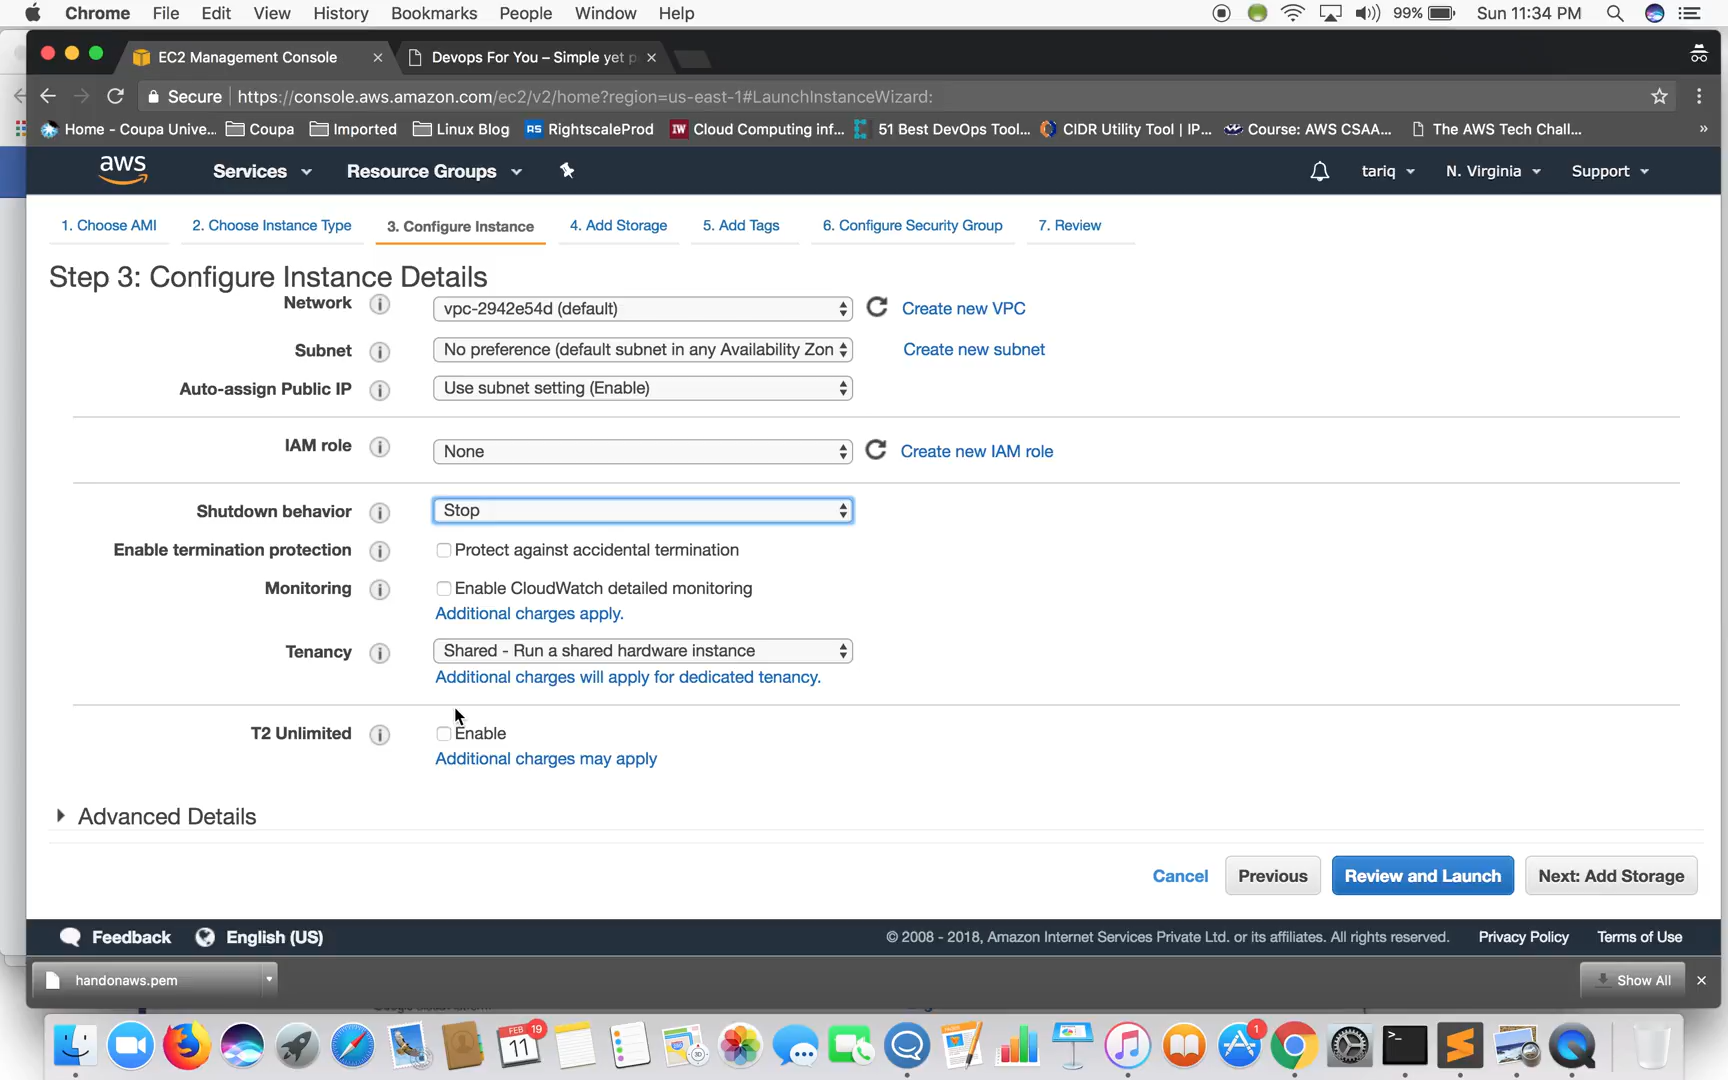 Chrome File Edit View History Bookmarks People Window Help 99% Sun 11:34 PM
EC2 Management Console Devops For You – Simple yet p
Secure https://console.aws.amazon.com/ec2/v2/home?region=us-east-1#LaunchInstanceWizard:
Home - Coupa Unive... Coupa Imported Linux Blog RS RightscaleProd IW Cloud Computing inf... 51 Best DevOps Tool... CIDR Utility Tool | IP... Course: AWS CSAA... The AWS Tech Chall... »
aws Services Resource Groups tariq N. Virginia Support
1. Choose AMI 2. Choose Instance Type 3. Configure Instance 4. Add Storage 5. Add Tags 6. Configure Security Group 7. Review
Step 3: Configure Instance Details
Network i vpc-2942e54d (default) Create new VPC
Subnet i No preference (default subnet in any Availability Zon Create new subnet
Auto-assign Public IP i Use subnet setting (Enable)
IAM role i None Create new IAM role
Shutdown behavior i Stop
Enable termination protection i Protect against accidental termination
Monitoring i Enable CloudWatch detailed monitoring
Additional charges apply.
Tenancy i Shared - Run a shared hardware instance
Additional charges will apply for dedicated tenancy.
T2 Unlimited i Enable
Additional charges may apply
Advanced Details
Cancel Previous Review and Launch Next: Add Storage
Feedback English (US) © 2008 - 2018, Amazon Internet Services Private Ltd. or its affiliates. All rights reserved. Privacy Policy Terms of Use
handonaws.pem Show All
FEB 19 11 1